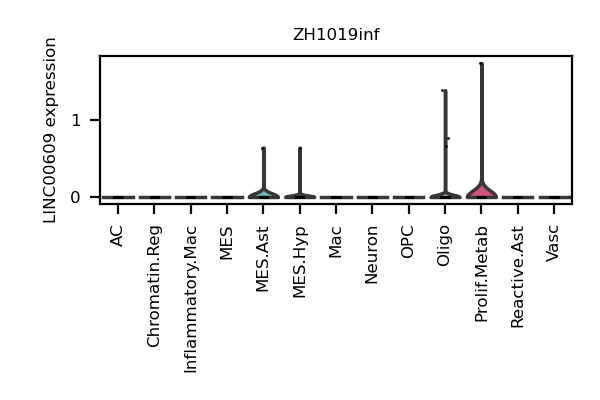 ZH1019inf
LINC00609 expression
1
0
AC
Chromatin.Reg
Inflammatory.Mac
MES
MES.Ast
MES.Hyp
Mac
Neuron
OPC
Oligo
Prolif.Metab
Reactive.Ast
Vasc